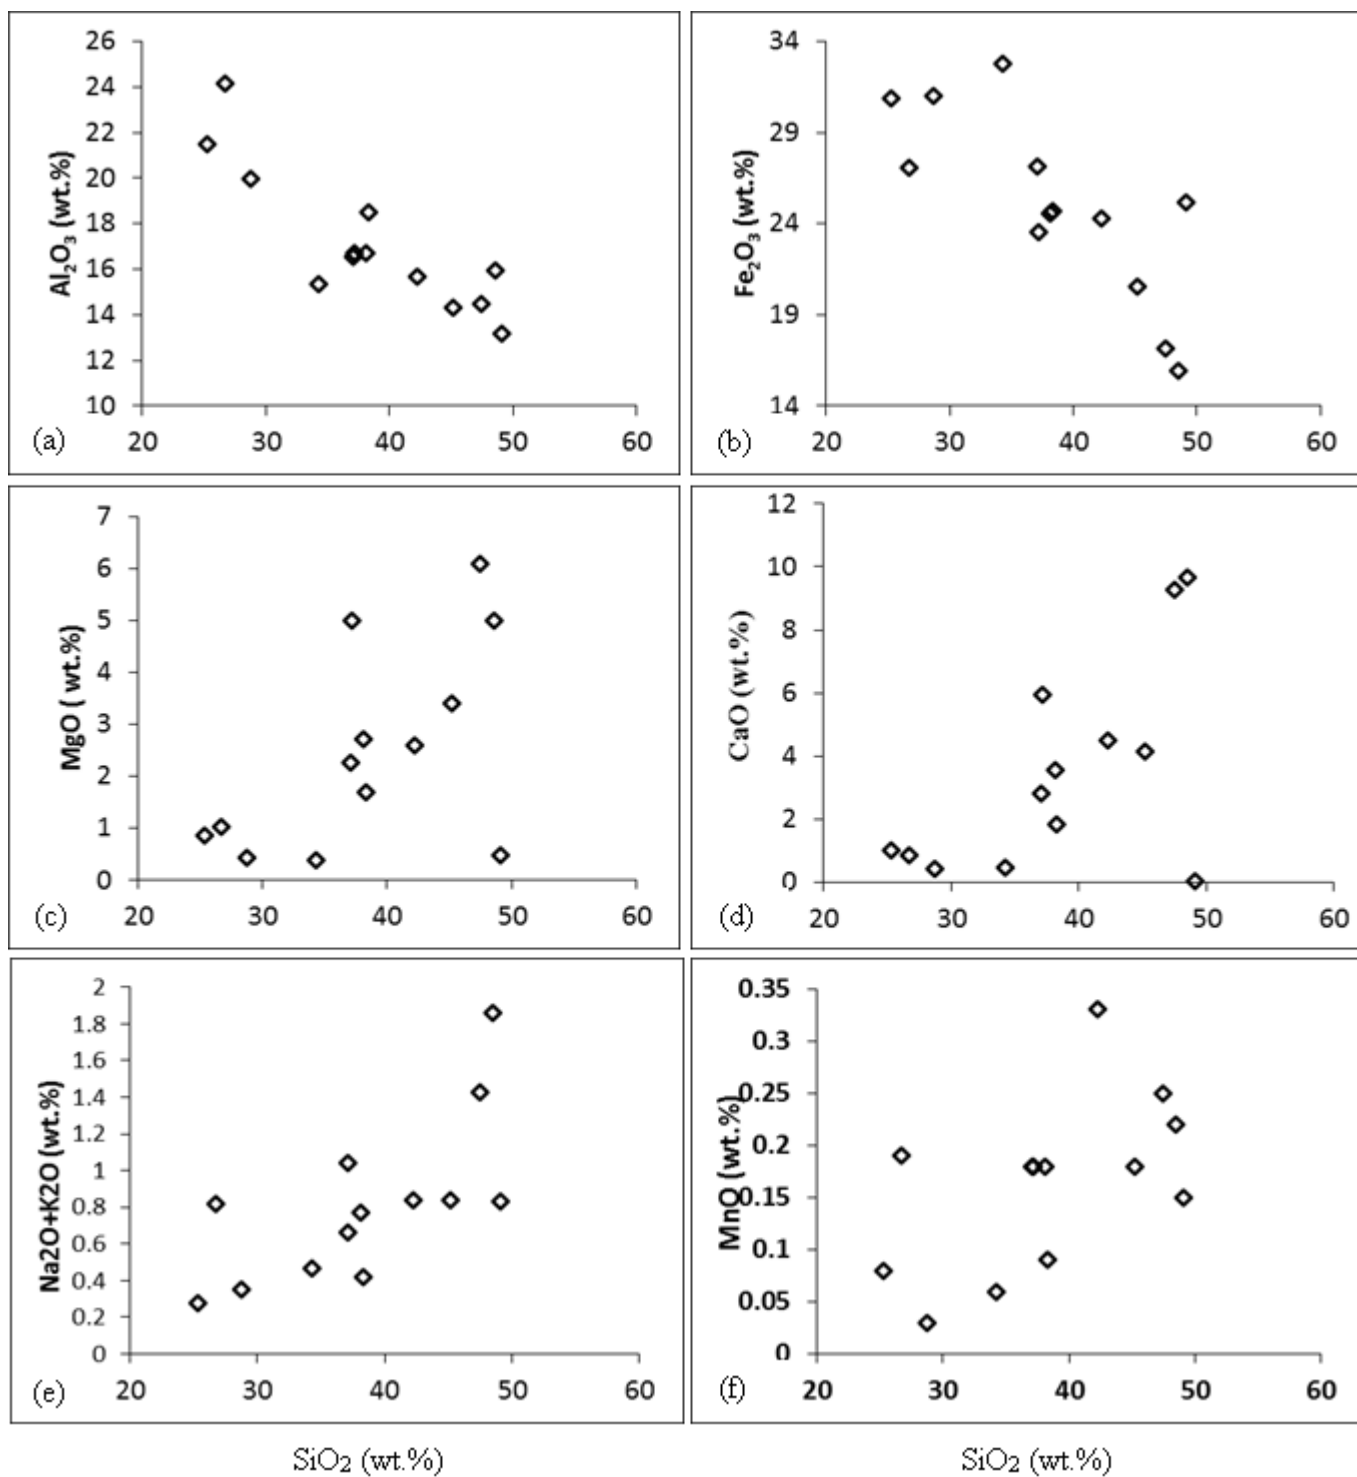 Al₂O₃ (wt.%)
26
24
22
20
18
16
14
12
10
20 30 40 50 60
(a)
Fe₂O₃ (wt.%)
34
29
24
19
14
20 30 40 50 60
(b)
MgO ( wt.%)
7
6
5
4
3
2
1
0
20 30 40 50 60
(c)
CaO (wt.%)
12
10
8
6
4
2
0
20 30 40 50 60
(d)
Na2O+K2O (wt.%)
2
1.8
1.6
1.4
1.2
1
0.8
0.6
0.4
0.2
0
20 30 40 50 60
(e)
MnO (wt.%)
0.35
0.3
0.25
0.2
0.15
0.1
0.05
0
20 30 40 50 60
(f)
SiO₂ (wt.%)
SiO₂ (wt.%)